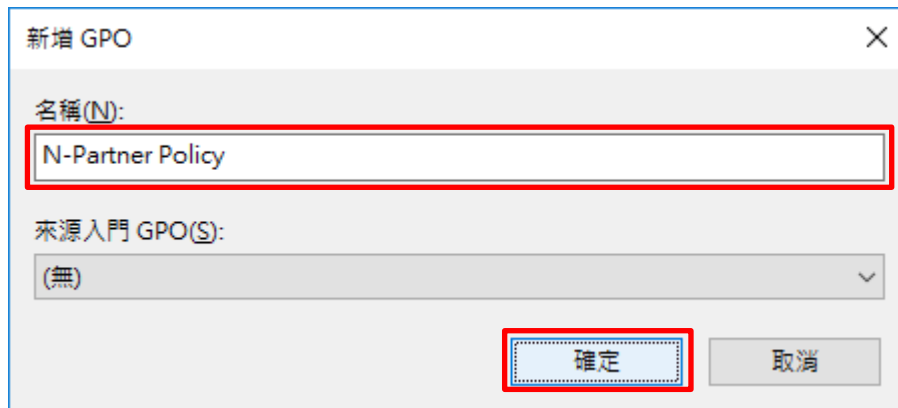 新增 GPO
名稱(N):
N-Partner Policy
來源入門 GPO(S):
(無)
確定
取消